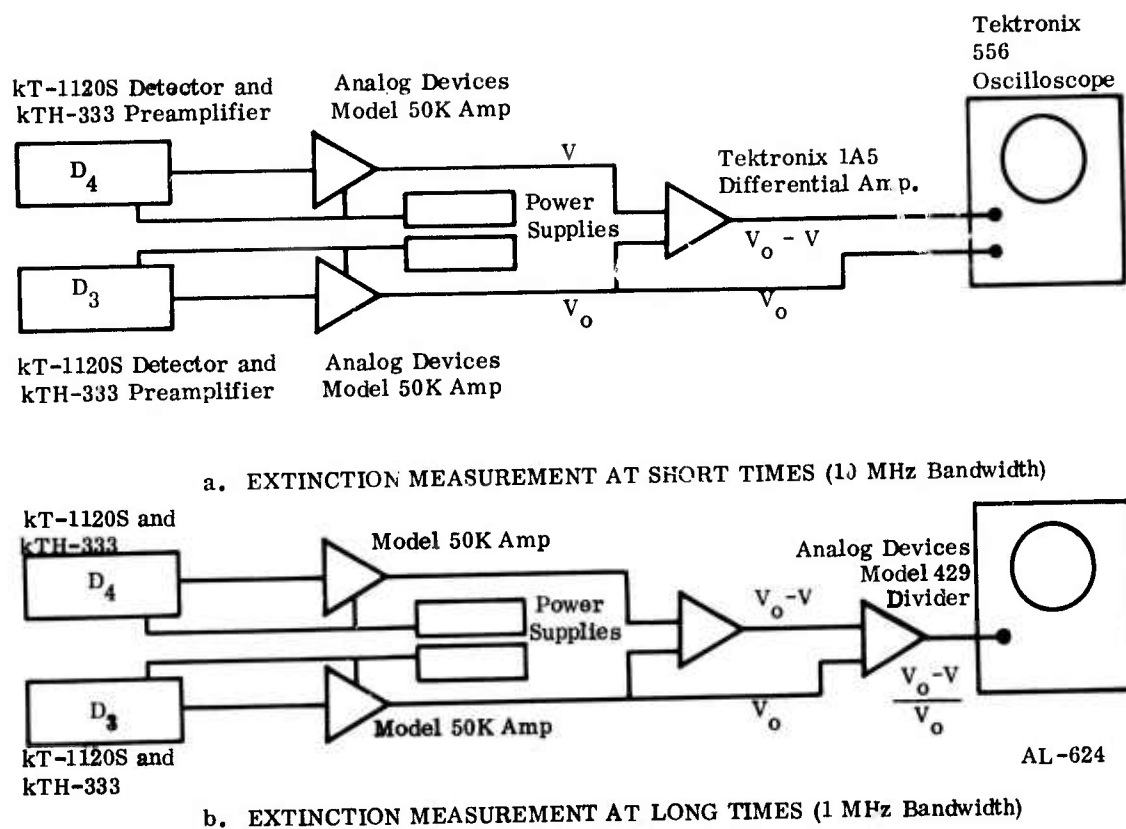 Tektronix
556
Oscilloscope
kT-1120S Detector and
kTH-333 Preamplifier
Analog Devices
Model 50K Amp
D4
V
Tektronix 1A5
Differential Amp.
Power
Supplies
Vo - V
D3
Vo
Vo
kT-1120S Detector and
kTH-333 Preamplifier
Analog Devices
Model 50K Amp
a. EXTINCTION MEASUREMENT AT SHORT TIMES (10 MHz Bandwidth)
kT-1120S and
kTH-333
Model 50K Amp
Analog Devices
Model 429
Divider
D4
Power
Supplies
Vo-V
Vo-V
Vo
D3
Vo
Model 50K Amp
kT-1120S and
kTH-333
AL-624
b. EXTINCTION MEASUREMENT AT LONG TIMES (1 MHz Bandwidth)